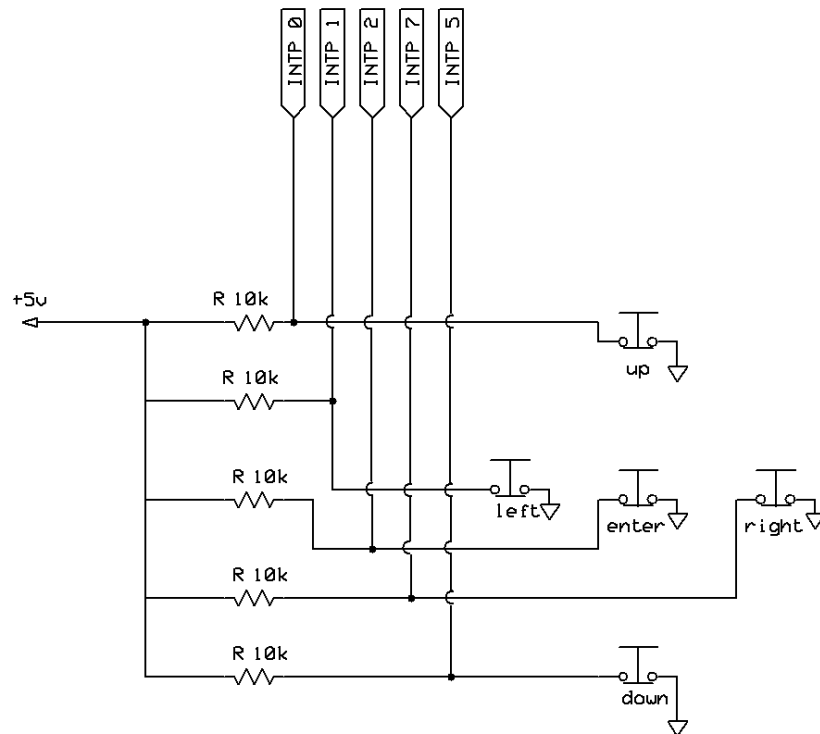 INTP 0
INTP 1
INTP 2
INTP 7
INTP 5
+5v
R 10k
up
R 10k
R 10k
left
enter
right
R 10k
R 10k
down